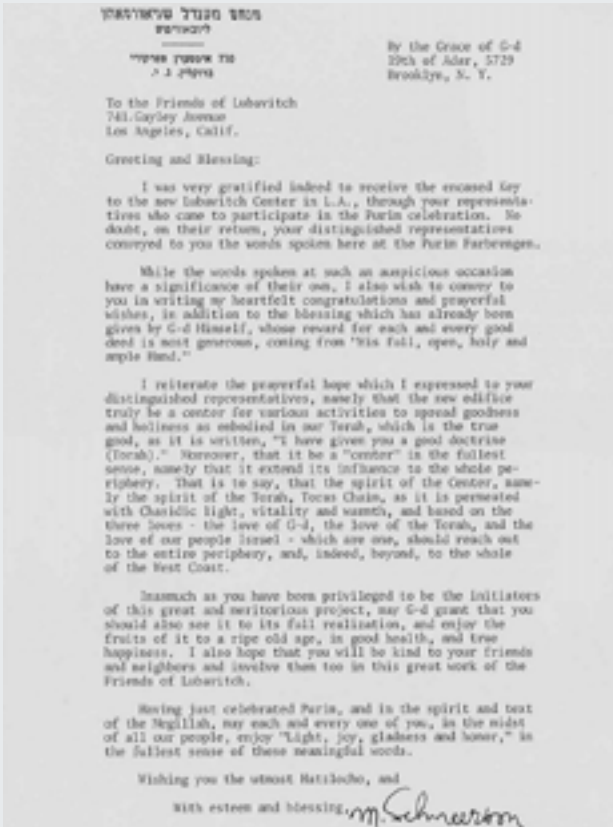 מנחם מענדל שניאורסאהן
ליובאוויטש
איסטערן פארקוויי
ברוקלין, נ. י.
By the Grace of G-d
19th of Adar, 5729
Brooklyn, N. Y.
To the Friends of Lubavitch
741 Gayley Avenue
Los Angeles, Calif.
Greeting and Blessing:
I was very gratified indeed to receive the encased Key
to the new Lubavitch Center in L.A., through your representa-
tives who came to participate in the Purim celebration. No
doubt, on their return, your distinguished representatives
conveyed to you the words spoken here at the Purim Farbrengen.
While the words spoken at such an auspicious occasion
have a significance of their own, I also wish to convey to
you in writing my heartfelt congratulations and prayerful
wishes, in addition to the blessing which has already been
given by G-d Himself, whose reward for each and every good
deed is most generous, coming from "His full, open, holy and
ample Hand."
I reiterate the prayerful hope which I expressed to your
distinguished representatives, namely that the new edifice
truly be a center for various activities to spread goodness
and holiness as embodied in our Torah, which is the true
good, as it is written, "I have given you a good doctrine
(Torah)." Moreover, that it be a "center" in the fullest
sense, namely that it extend its influence to the whole pe-
riphery. That is to say, that the spirit of the Center, name-
ly the spirit of the Torah, Toras Chaim, as it is permeated
with Chasidic light, vitality and warmth, and based on the
three loves - the love of G-d, the love of the Torah, and the
love of our people Israel - which are one, should reach out
to the entire periphery, and, indeed, beyond, to the whole
of the West Coast.
Inasmuch as you have been privileged to be the initiators
of this great and meritorious project, may G-d grant that you
should also see it to its full realization, and enjoy the
fruits of it to a ripe old age, in good health, and true
happiness. I also hope that you will be kind to your friends
and neighbors and involve them too in this great work of the
Friends of Lubavitch.
Having just celebrated Purim, and in the spirit and text
of the Megillah, may each and every one of you, in the midst
of all our people, enjoy "Light, joy, gladness and honor," in
the fullest sense of these meaningful words.
Wishing you the utmost Hatzlocho, and
With esteem and blessing, M. Schneerson